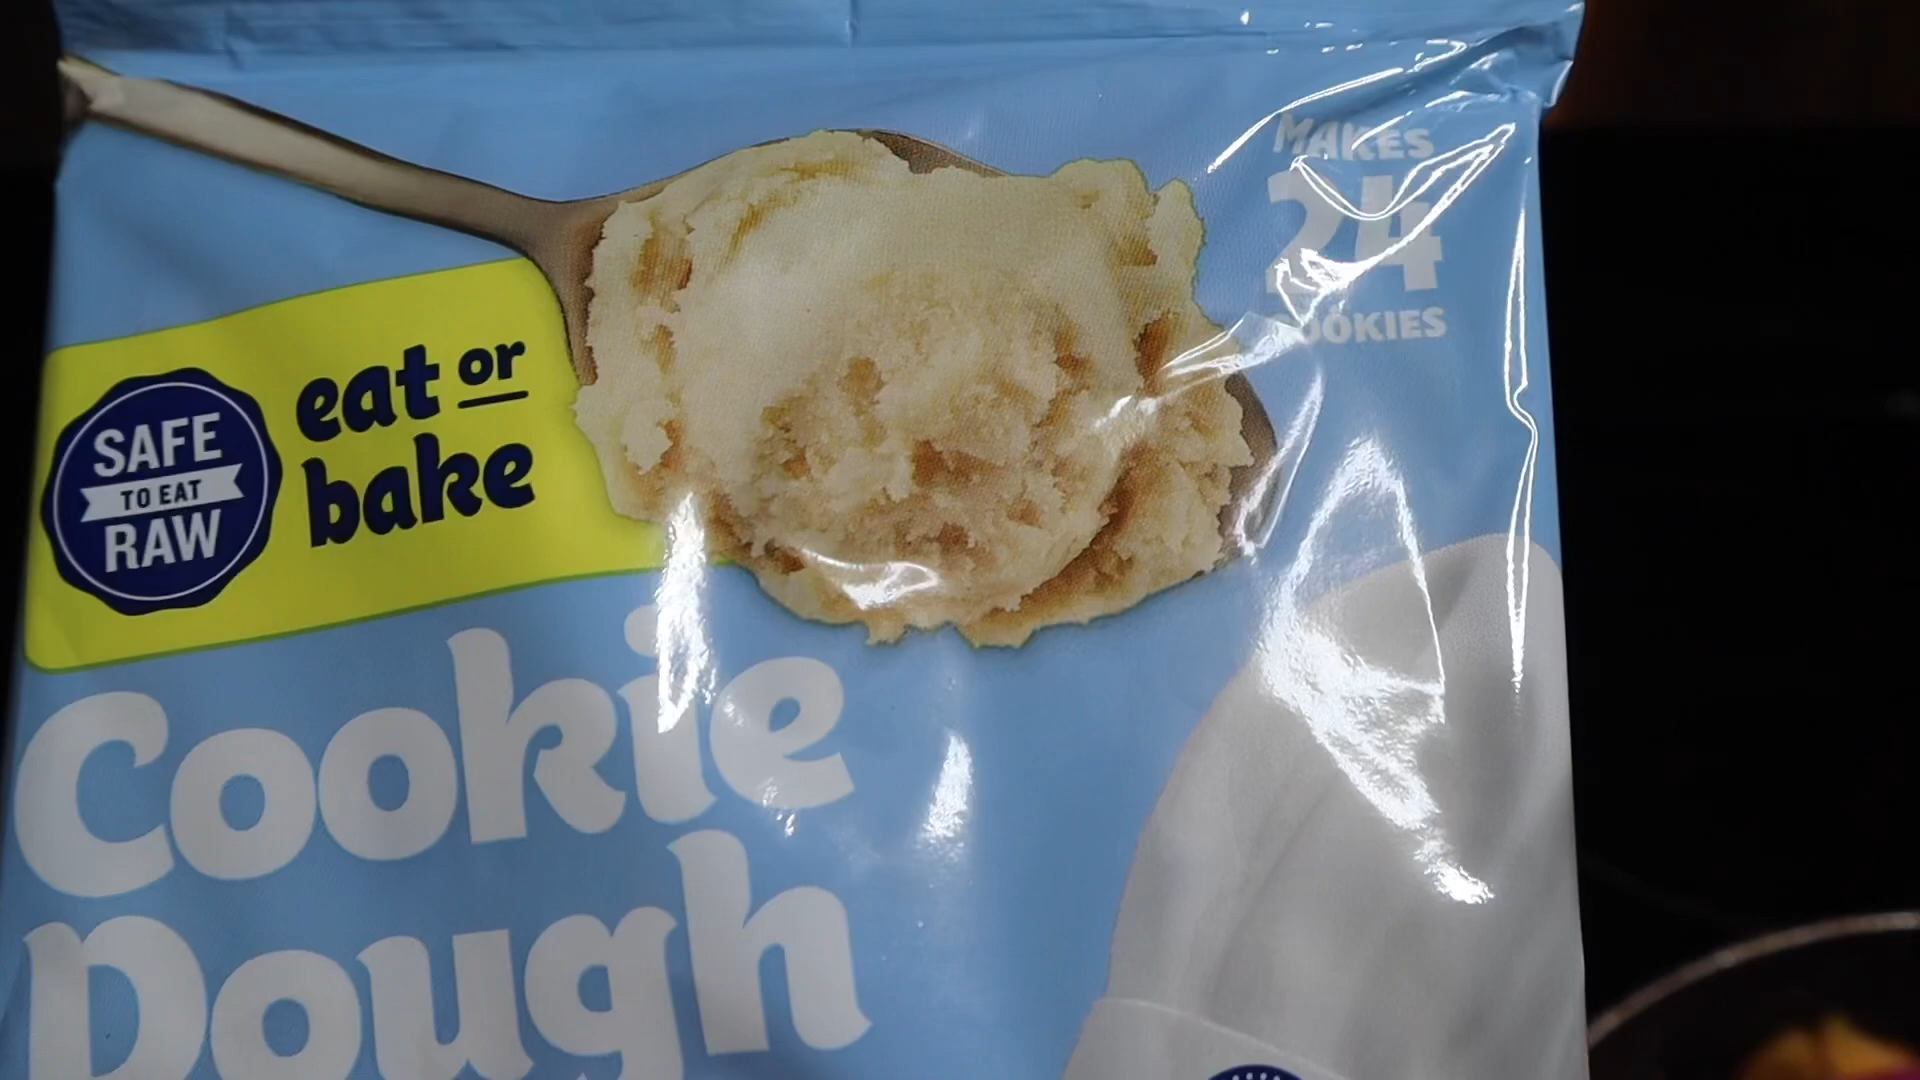 MAKES
24
COOKIES
SAFE
TO EAT
RAW
eat or
bake
Cookie
Dough